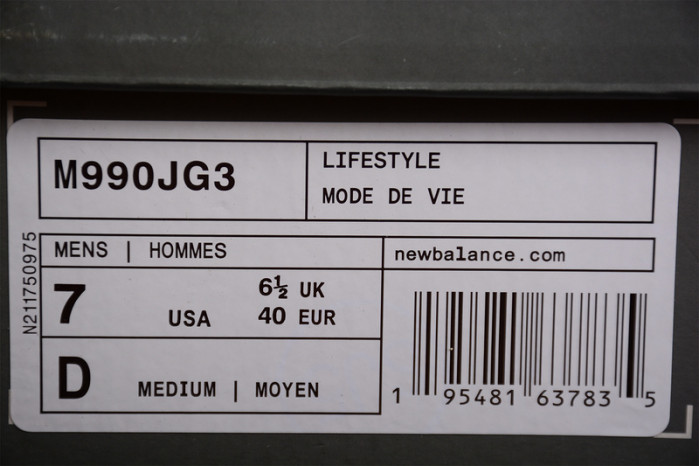 M990JG3
LIFESTYLE
MODE DE VIE
N211750975
MENS | HOMMES
newbalance.com
7 USA
6½ UK
40 EUR
D MEDIUM | MOYEN
1 95481 63783 5